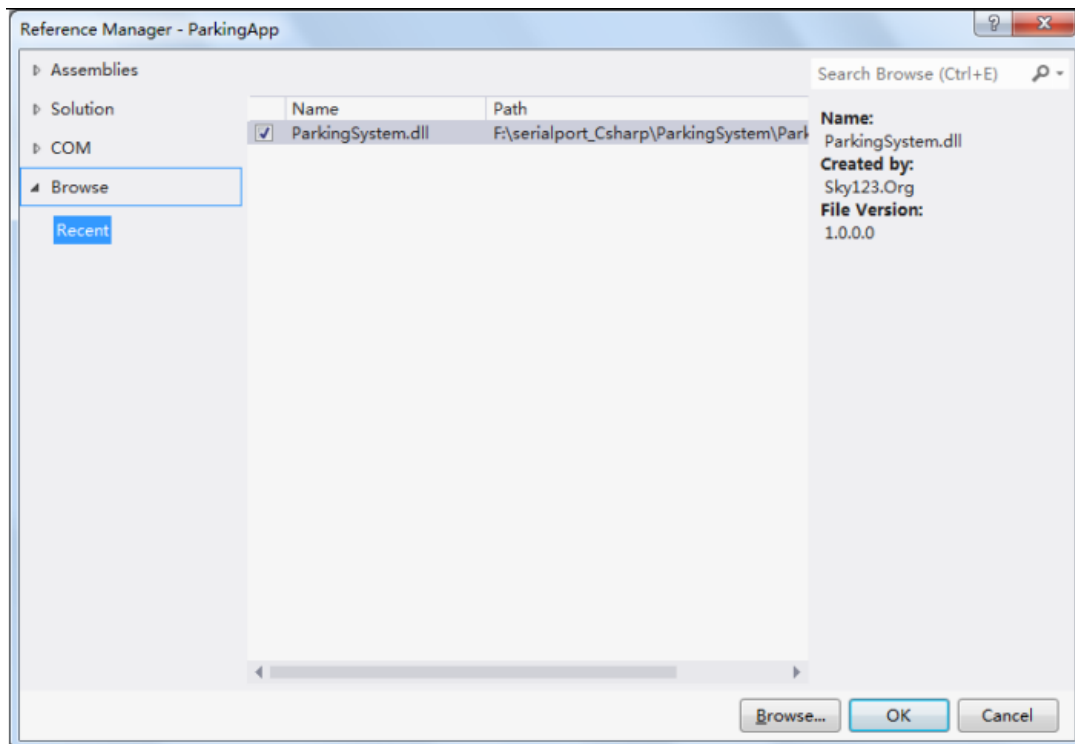 Reference Manager - ParkingApp
Assemblies
Solution
COM
Browse
Recent
Name Path
ParkingSystem.dll F:\serialport_Csharp\ParkingSystem\Park
Search Browse (Ctrl+E)
Name:
ParkingSystem.dll
Created by:
Sky123.Org
File Version:
1.0.0.0
Browse... OK Cancel